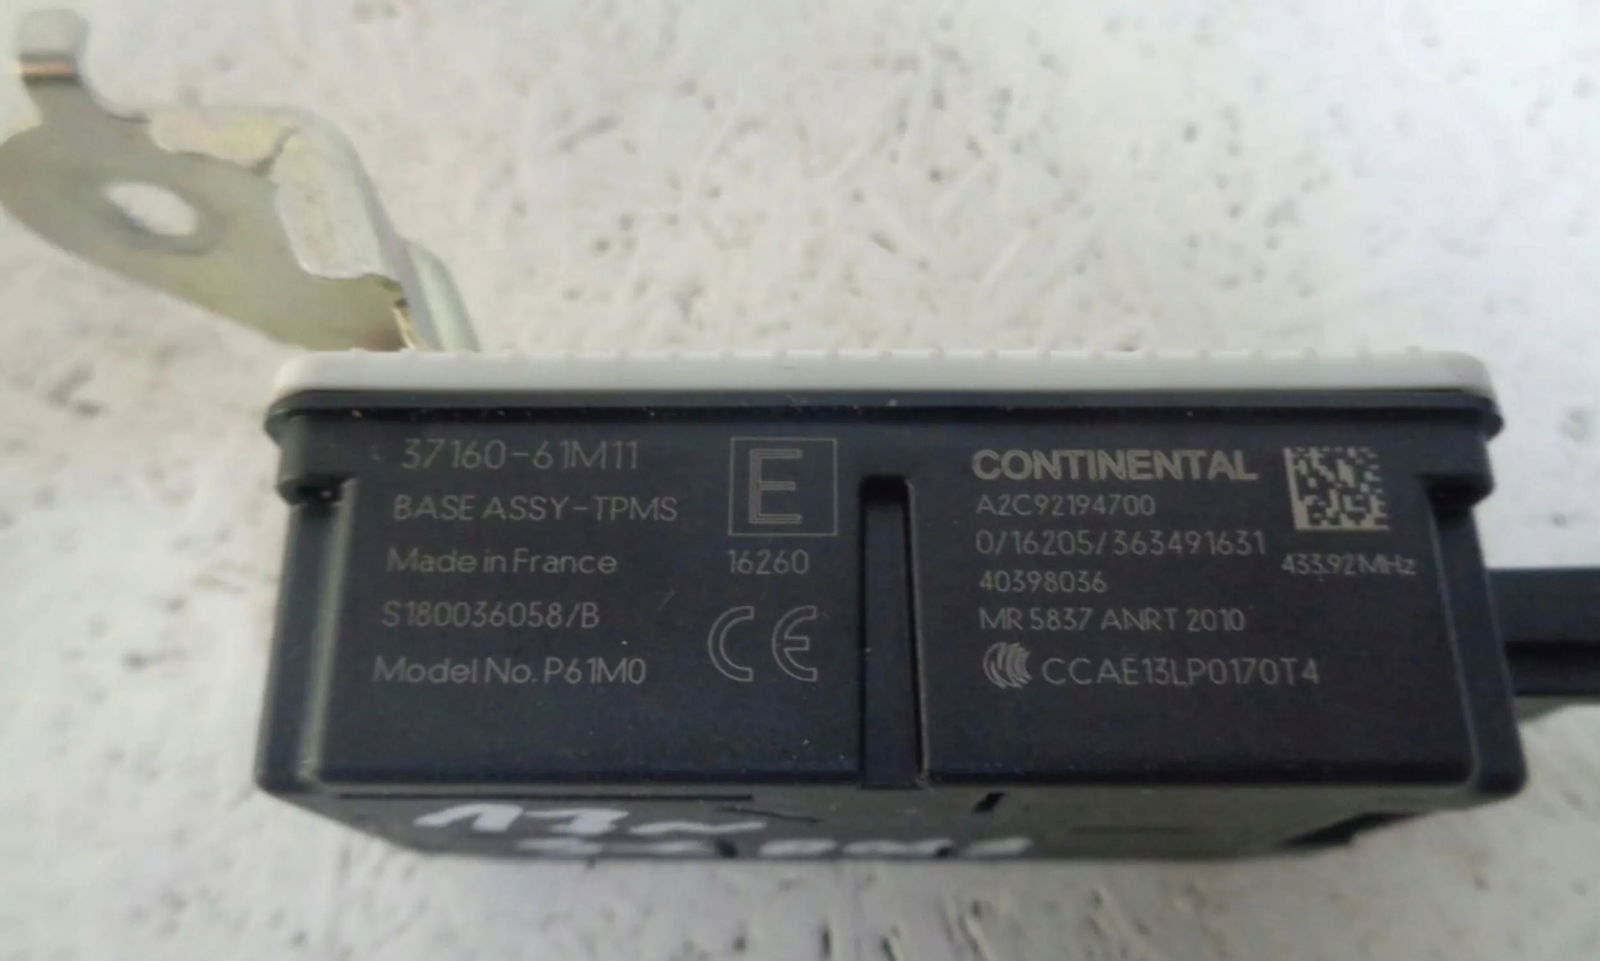 37160-61M11
BASE ASSY-TPMS
Made in France
S180036058/B
Model No. P61M0
E
16260
CE
CONTINENTAL
A2C92194700
0/16205/363491631
40398036
433.92MHz
MR 5837 ANRT 2010
CCAE13LP0170T4